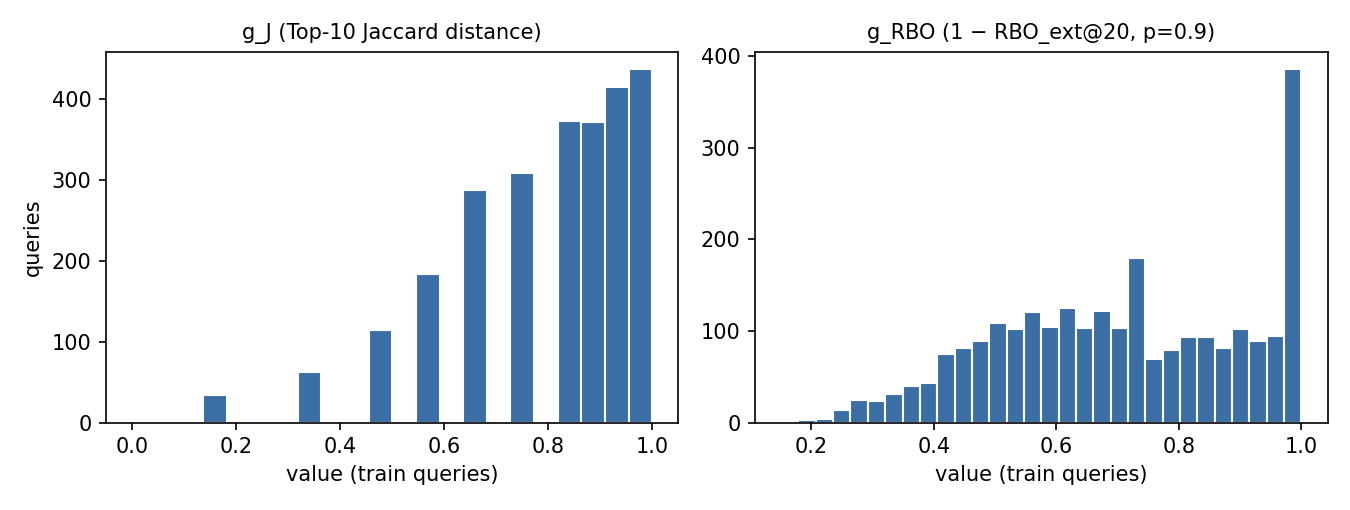 g_J (Top-10 Jaccard distance)
queries
400
300
200
100
0
0.0 0.2 0.4 0.6 0.8 1.0
value (train queries)
g_RBO (1 − RBO_ext@20, p=0.9)
400
300
200
100
0
0.2 0.4 0.6 0.8 1.0
value (train queries)